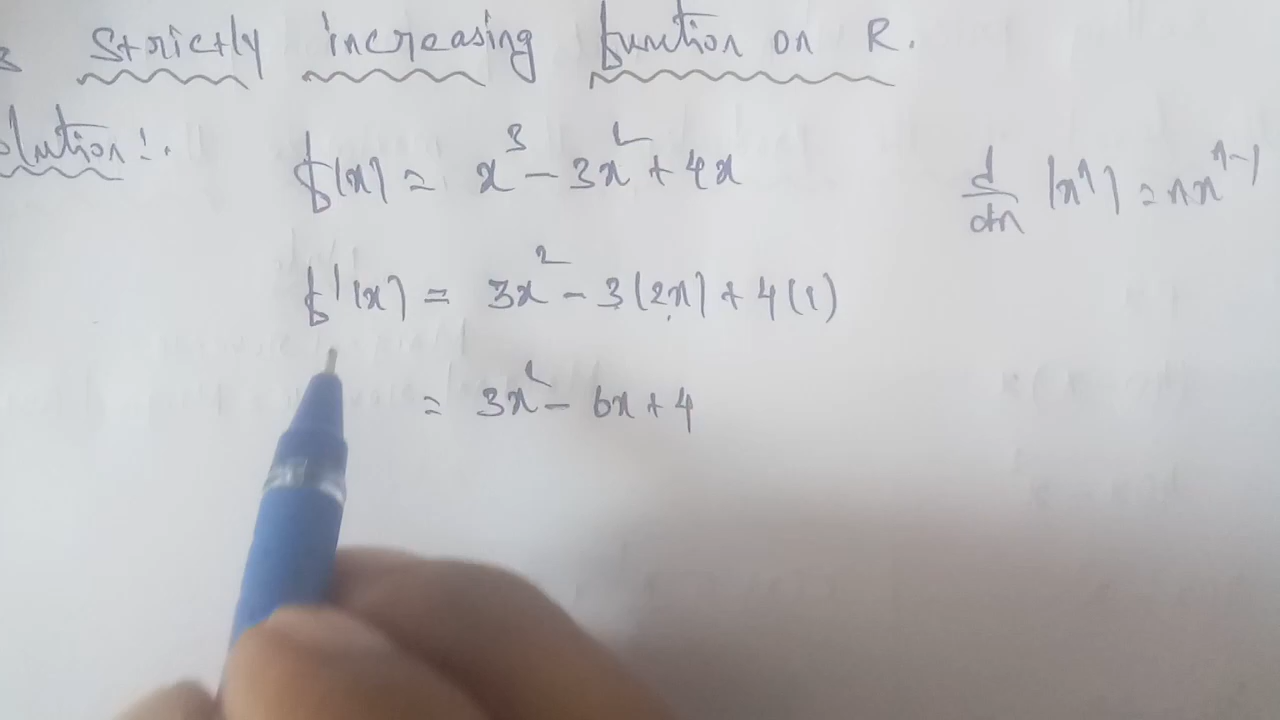 Strictly increasing function on R.
olution :.
f(x) = x³ - 3x² + 4x
d/dn (xⁿ) = nxⁿ⁻¹
f'(x) = 3x² - 3(2x) + 4(1)
= 3x² - 6x + 4